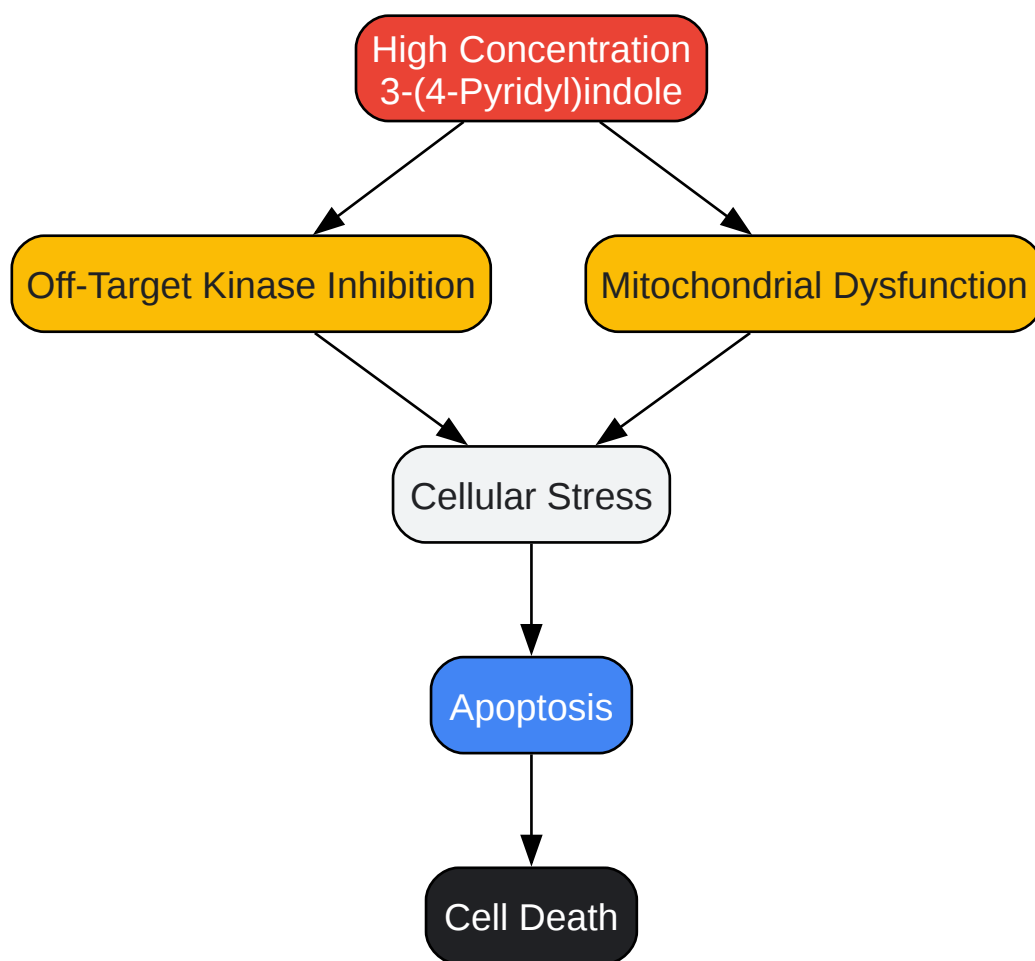 High Concentration
3-(4-Pyridyl)indole
Off-Target Kinase Inhibition
Mitochondrial Dysfunction
Cellular Stress
Apoptosis
Cell Death